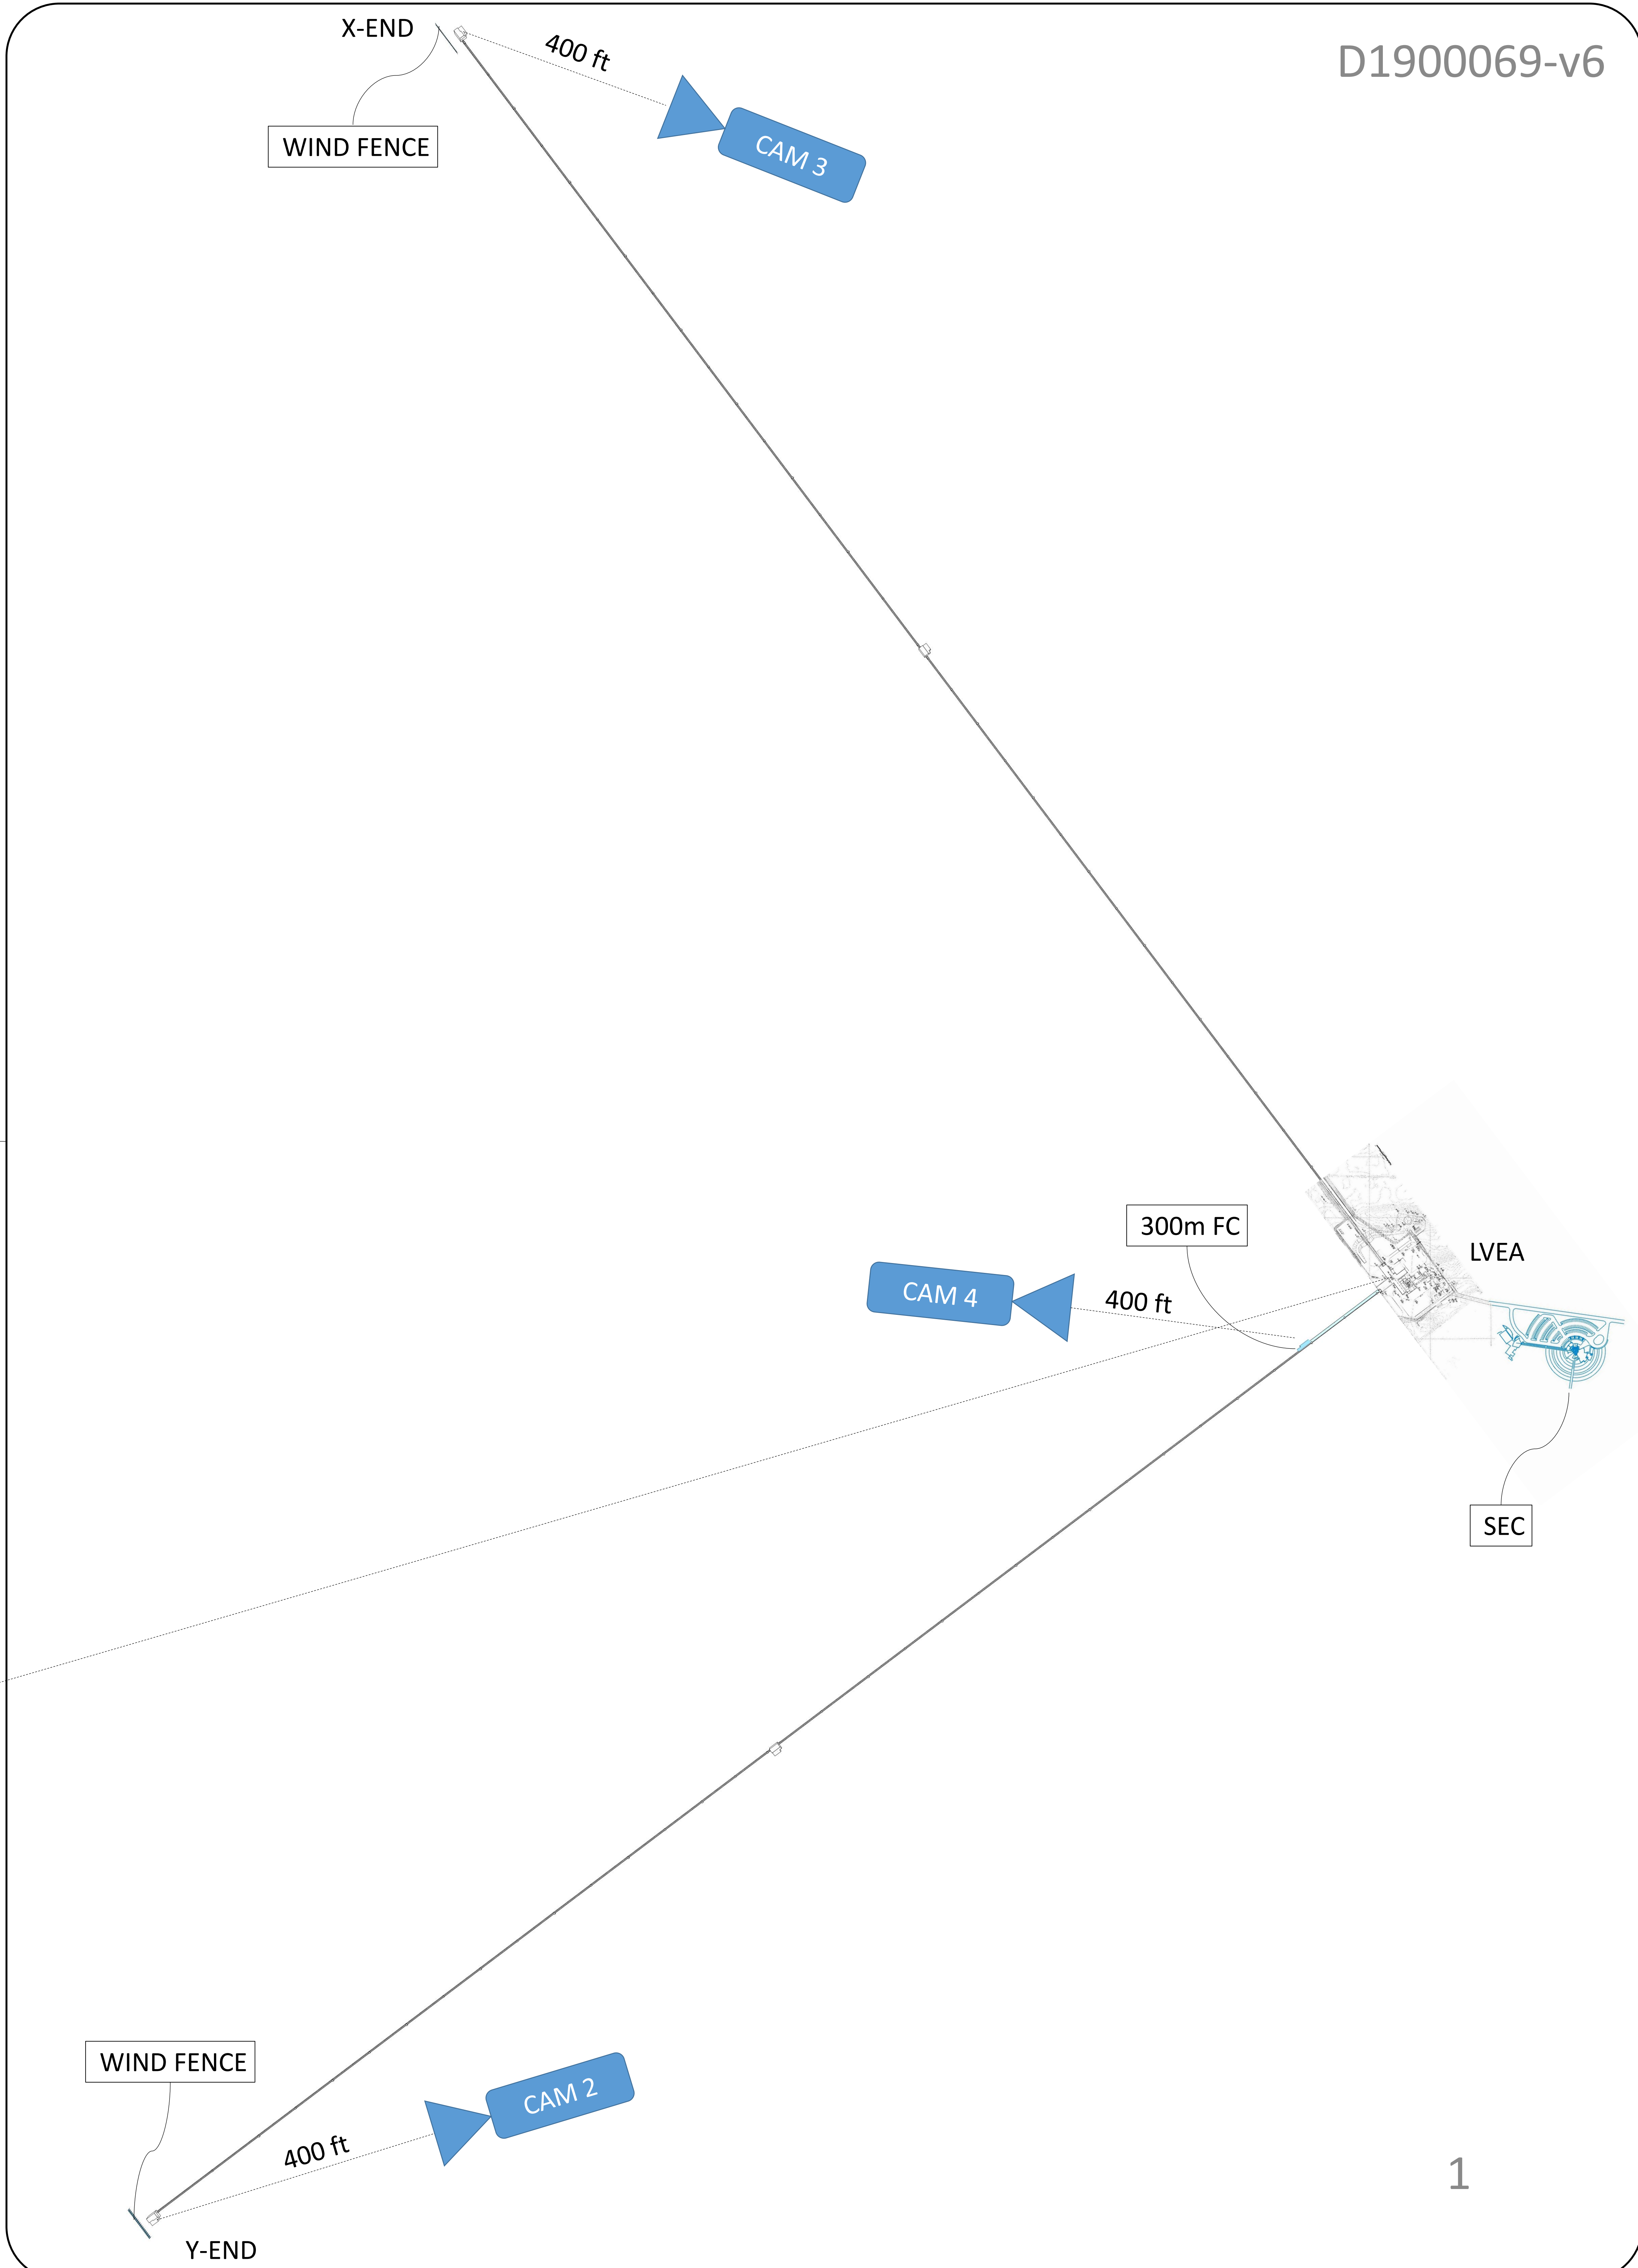 X-END
400 ft
D1900069-v6
WIND FENCE
CAM 3
300m FC
LVEA
CAM 4
400 ft
SEC
WIND FENCE
CAM 2
400 ft
1
Y-END